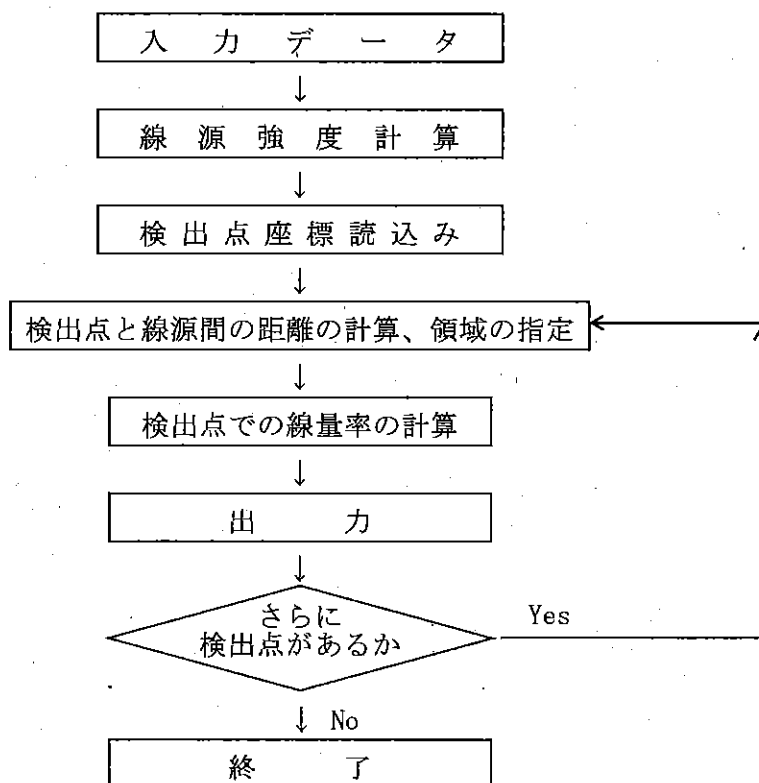 入力データ
線源強度計算
検出点座標読込み
検出点と線源間の距離の計算、領域の指定
検出点での線量率の計算
出力
さらに
検出点があるか
Yes
No
終了